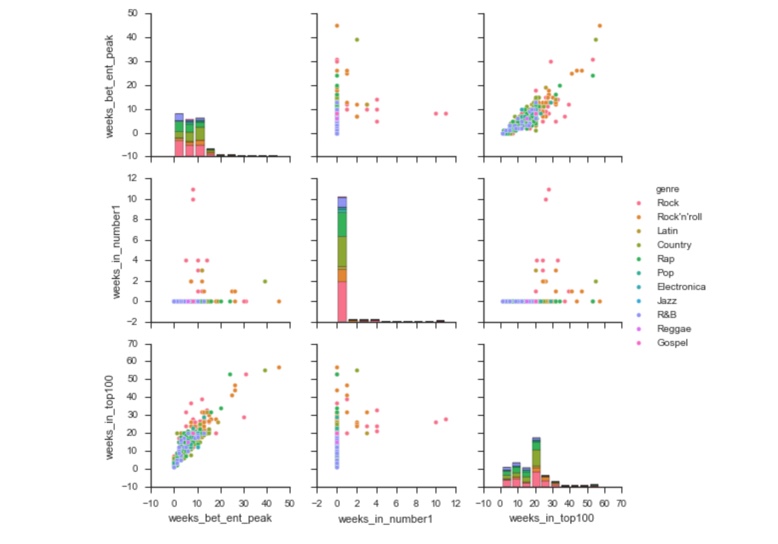 50
40
30
20
10
0
−10
weeks_bet_ent_peak
12
10
8
6
4
2
0
−2
weeks_in_number1
70
60
50
40
30
20
10
0
−10
weeks_in_top100
−10 0 10 20 30 40 50
weeks_bet_ent_peak
−2 0 2 4 6 8 10 12
weeks_in_number1
−10 0 10 20 30 40 50 60 70
weeks_in_top100
genre
Rock
Rock'n'roll
Latin
Country
Rap
Pop
Electronica
Jazz
R&B
Reggae
Gospel